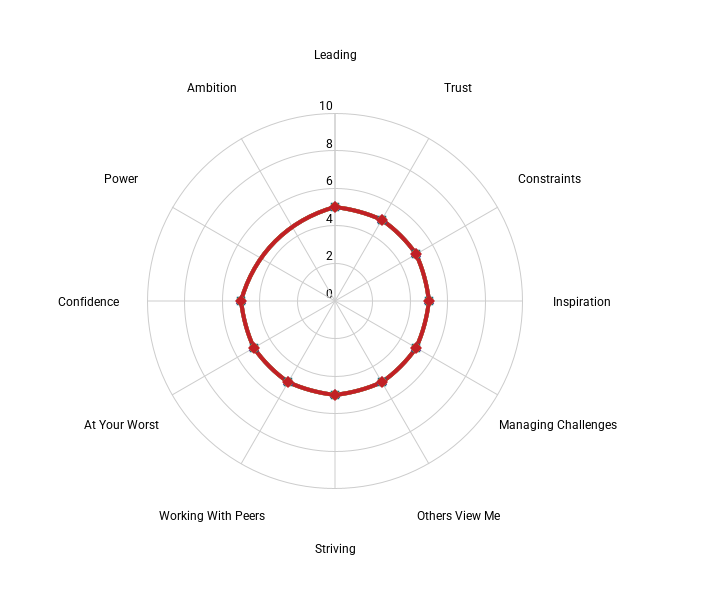 Leading
Ambition
Trust
10
8
Power
6
Constraints
4
2
0
Confidence
Inspiration
At Your Worst
Managing Challenges
Working With Peers
Others View Me
Striving